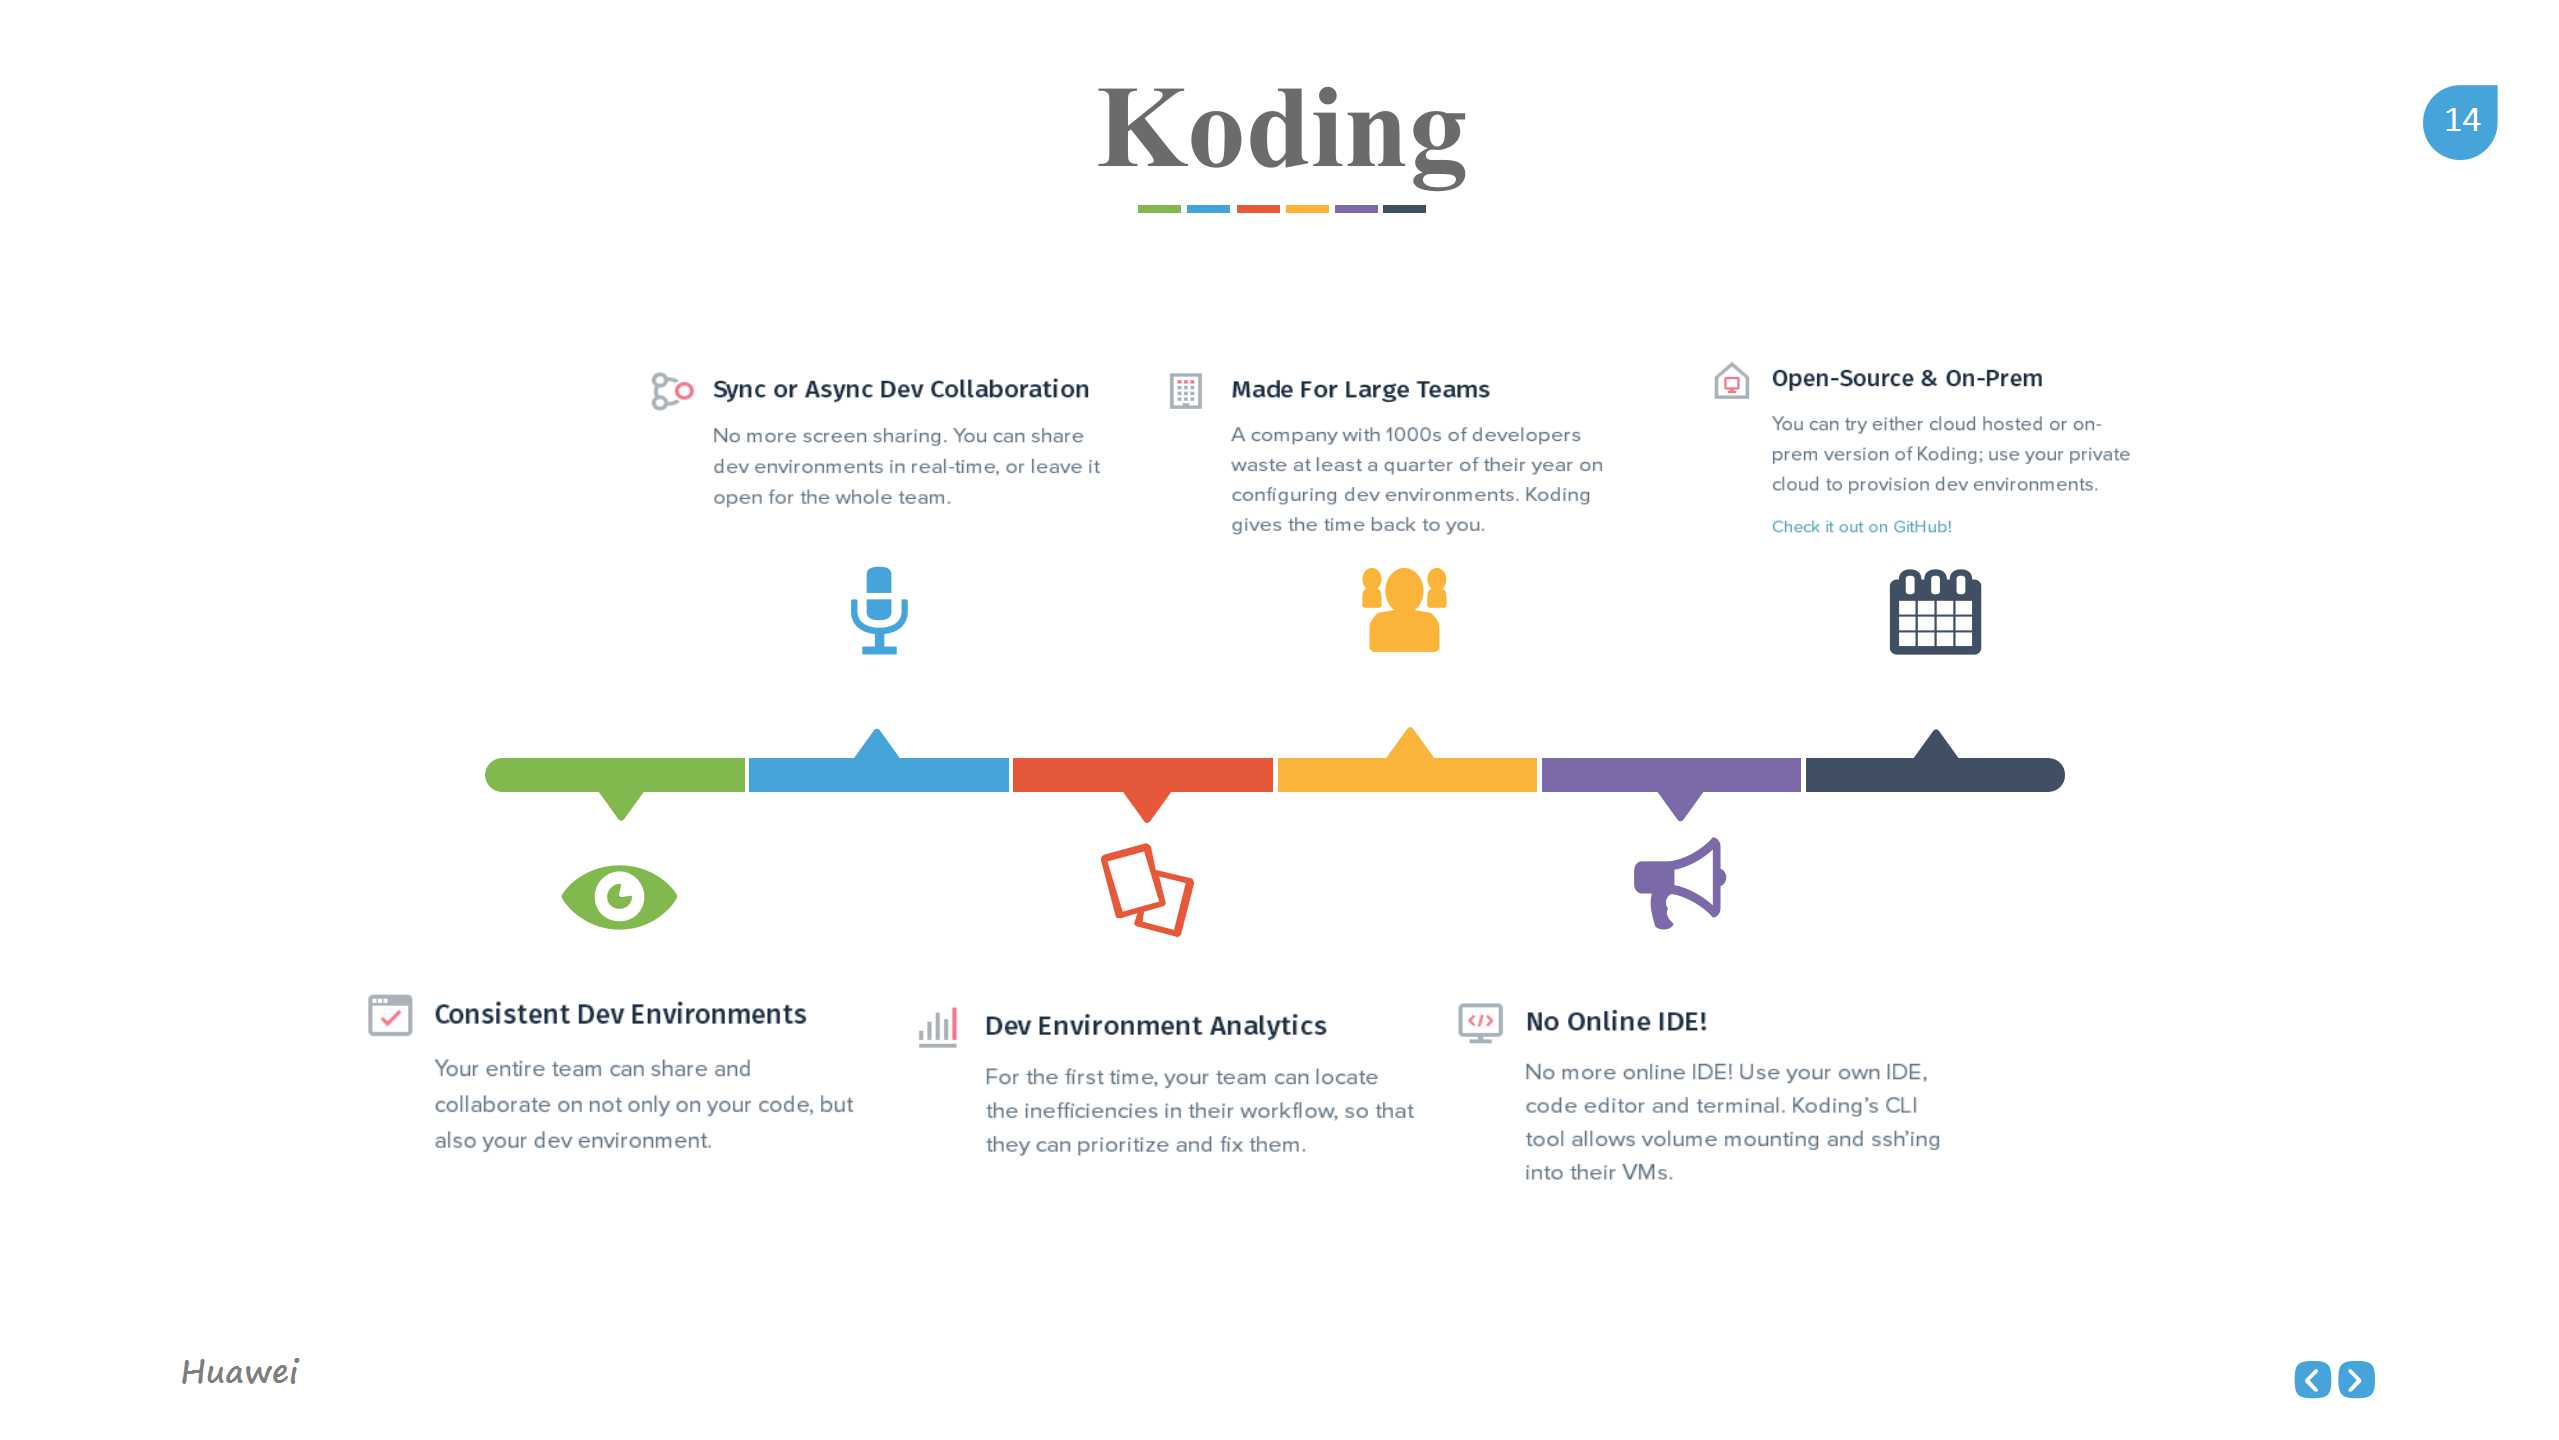 Koding
14
Sync or Async Dev Collaboration
No more screen sharing. You can share
dev environments in real-time, or leave it
open for the whole team.
Made For Large Teams
A company with 1000s of developers
waste at least a quarter of their year on
configuring dev environments. Koding
gives the time back to you.
Open-Source & On-Prem
You can try either cloud hosted or on-
prem version of Koding; use your private
cloud to provision dev environments.
Check it out on GitHub!
Consistent Dev Environments
Your entire team can share and
collaborate on not only on your code, but
also your dev environment.
Dev Environment Analytics
For the first time, your team can locate
the inefficiencies in their workflow, so that
they can prioritize and fix them.
No Online IDE!
No more online IDE! Use your own IDE,
code editor and terminal. Koding’s CLI
tool allows volume mounting and ssh’ing
into their VMs.
Huawei